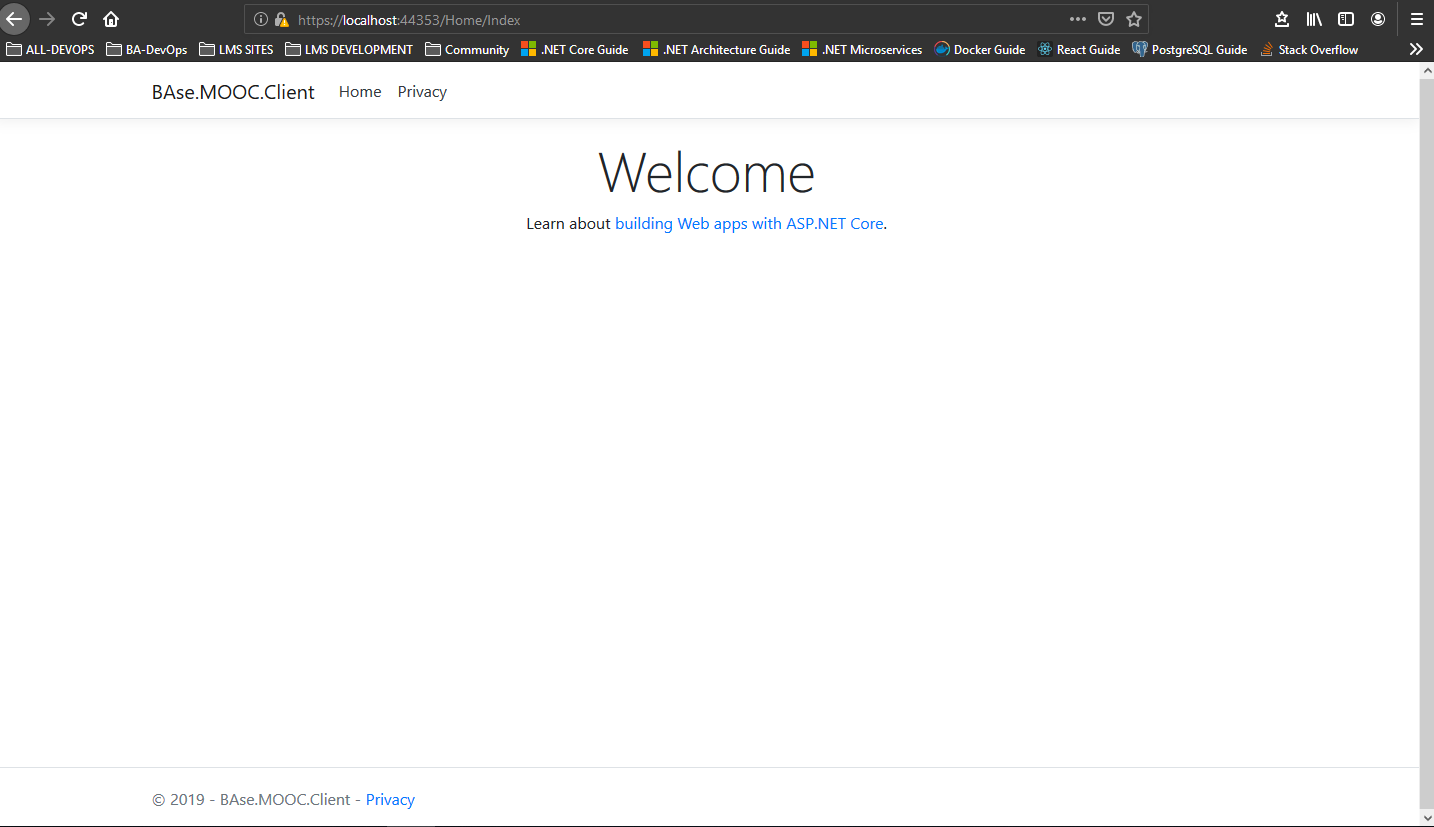 https://localhost:44353/Home/Index
ALL-DEVOPS BA-DevOps LMS SITES LMS DEVELOPMENT Community .NET Core Guide .NET Architecture Guide .NET Microservices Docker Guide React Guide PostgreSQL Guide Stack Overflow
BAse.MOOC.Client Home Privacy
Welcome
Learn about building Web apps with ASP.NET Core.
© 2019 - BAse.MOOC.Client - Privacy